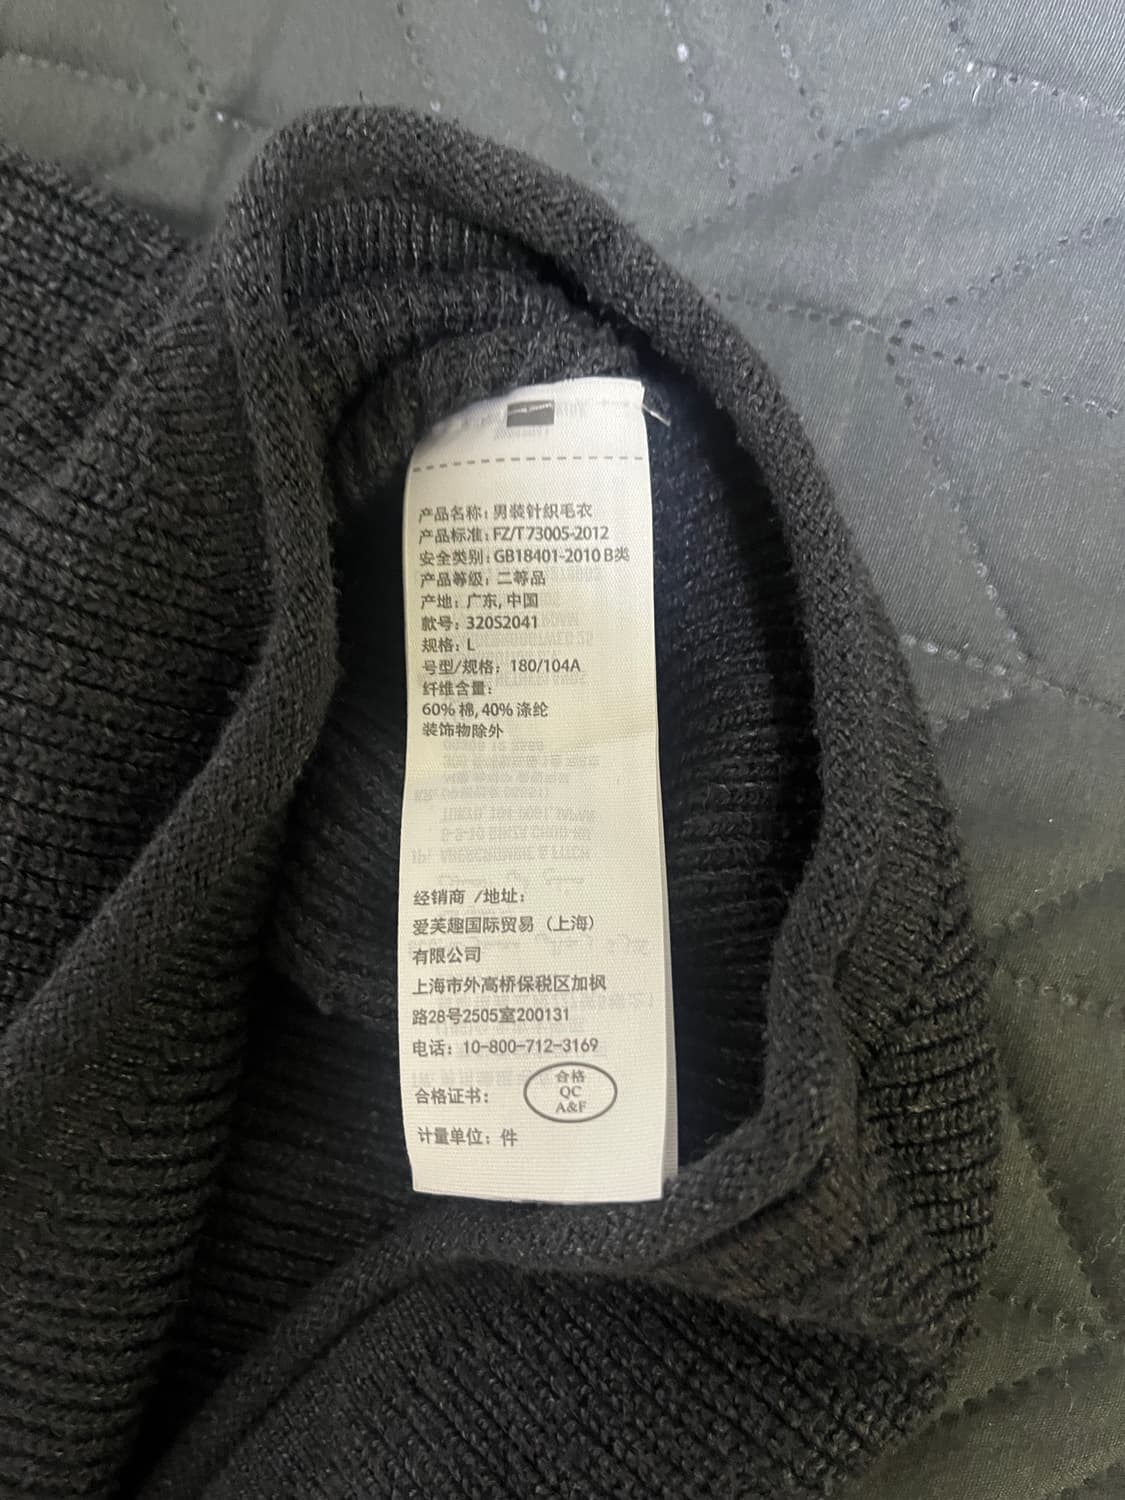 产品名称：男装针织毛衣
产品标准：FZ/T 73005-2012
安全类别：GB18401-2010 B类
产品等级：二等品
产地：广东, 中国
款号：320S2041
规格：L
号型/规格：180/104A
纤维含量：
60% 棉, 40% 涤纶
装饰物除外
经销商 /地址：
爱芙趣国际贸易（上海）
有限公司
上海市外高桥保税区加枫
路28号2505室200131
电话：10-800-712-3169
合格证书：
合格
QC
A&F
计量单位：件